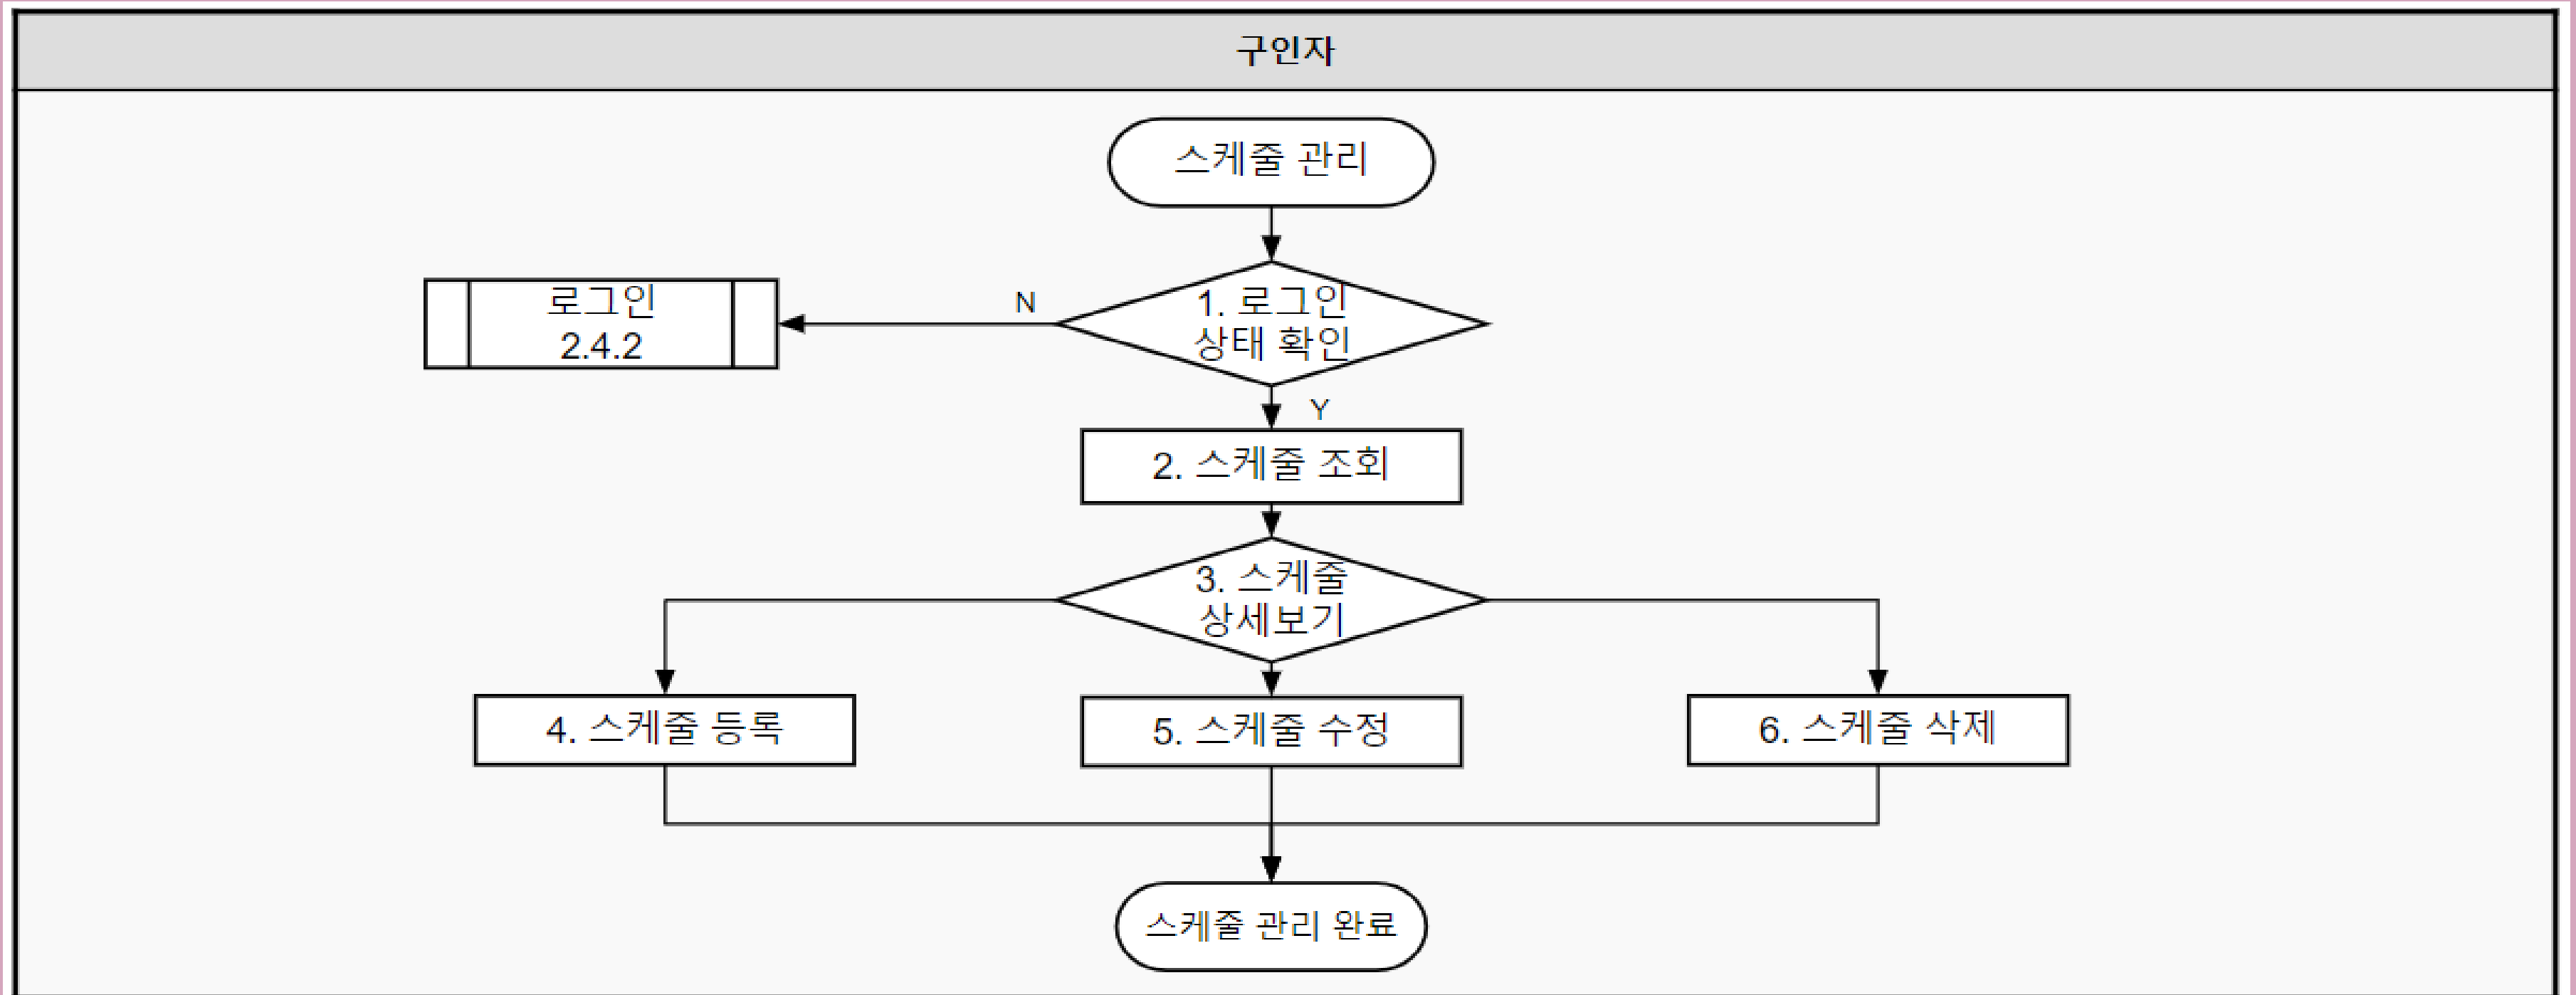 구인자
스케줄 관리
1. 로그인
상태 확인
N
로그인
2.4.2
Y
2. 스케줄 조회
3. 스케줄
상세보기
4. 스케줄 등록
5. 스케줄 수정
6. 스케줄 삭제
스케줄 관리 완료